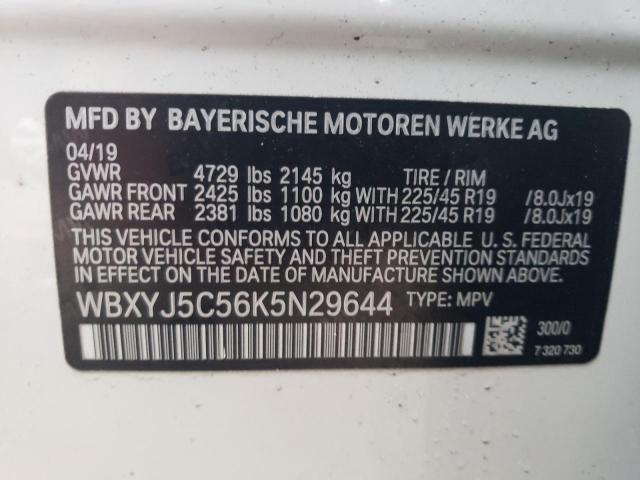 MFD BY BAYERISCHE MOTOREN WERKE AG
04/19
GVWR 4729 lbs 2145 kg TIRE / RIM
GAWR FRONT 2425 lbs 1100 kg WITH 225/45 R19 /8.0Jx19
GAWR REAR 2381 lbs 1080 kg WITH 225/45 R19 /8.0Jx19
THIS VEHICLE CONFORMS TO ALL APPLICABLE U. S. FEDERAL
MOTOR VEHICLE SAFETY AND THEFT PREVENTION STANDARDS
IN EFFECT ON THE DATE OF MANUFACTURE SHOWN ABOVE.
WBXYJ5C56K5N29644 TYPE: MPV
300/0
7 320 730